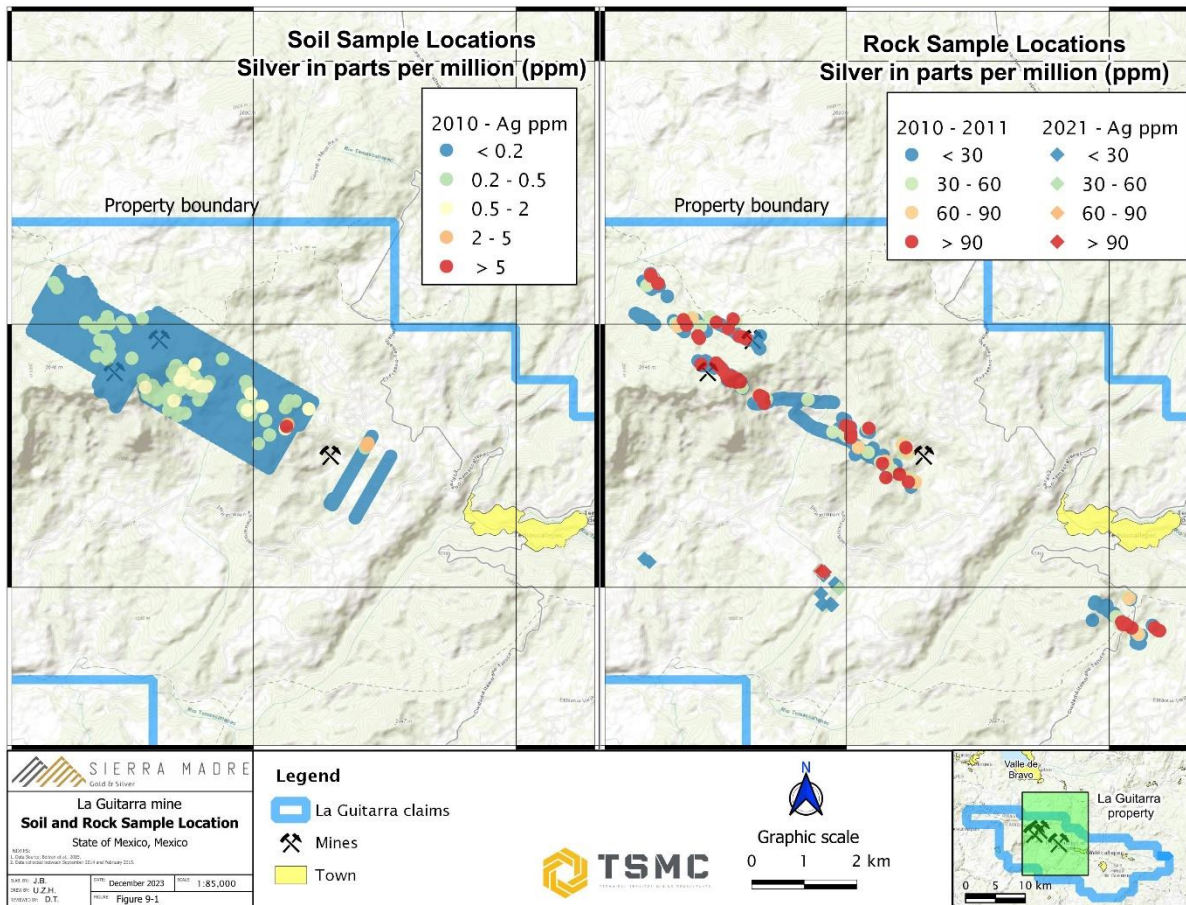 Soil Sample Locations
Silver in parts per million (ppm)
2010 - Ag ppm
< 0.2
0.2 - 0.5
0.5 - 2
2 - 5
> 5
Property boundary
Rock Sample Locations
Silver in parts per million (ppm)
2010 - 2011
2021 - Ag ppm
< 30
< 30
30 - 60
30 - 60
60 - 90
60 - 90
> 90
> 90
Property boundary
SIERRA MADRE
Gold & Silver
La Guitarra mine
Soil and Rock Sample Location
State of Mexico, Mexico
J.B.
U.Z.H.
D.T.
DATE:
December 2023
SCALE:
1:85,000
FIGURE:
Figure 9-1
Legend
La Guitarra claims
Mines
Town
N
Graphic scale
0 1 2 km
TSMC
Valle de
Bravo
La Guitarra
property
0 5 10 km